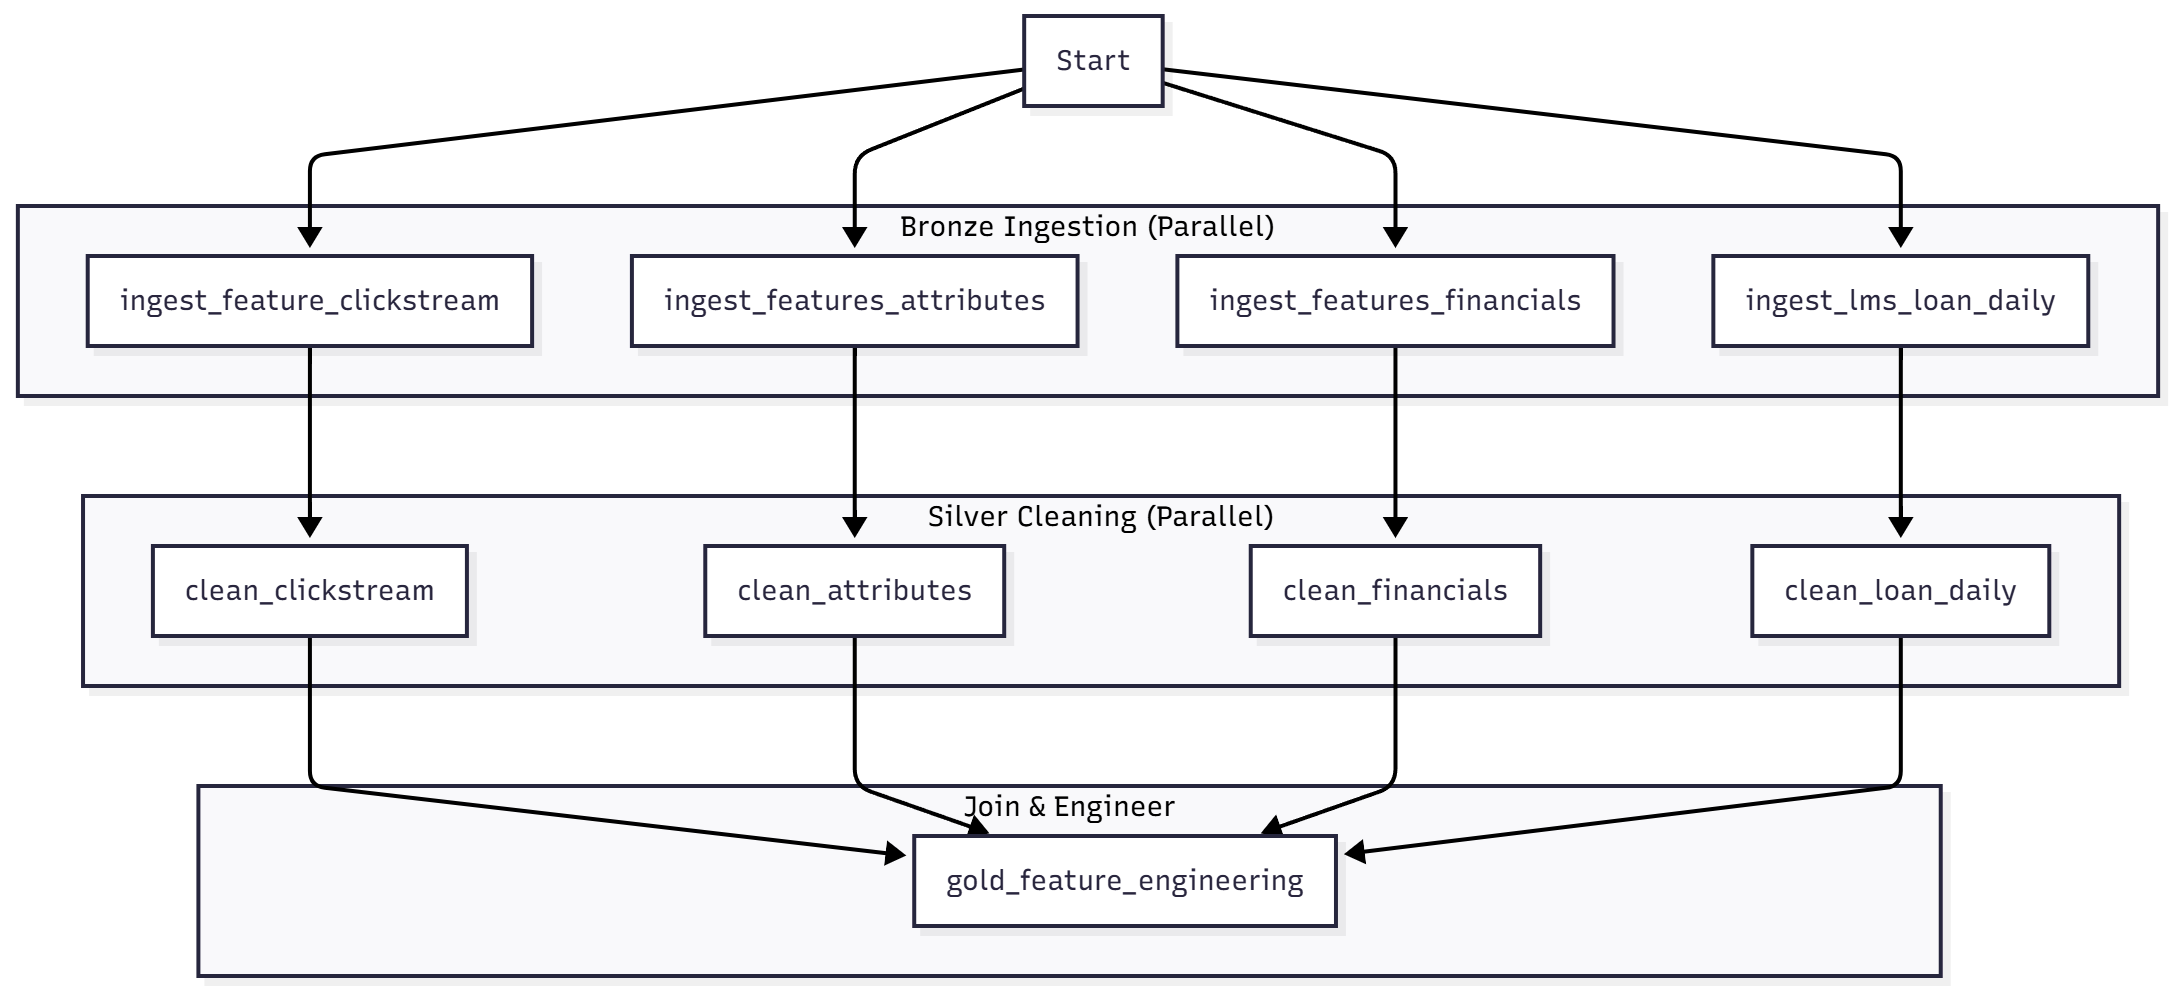 Start
Bronze Ingestion (Parallel)
ingest_feature_clickstream
ingest_features_attributes
ingest_features_financials
ingest_lms_loan_daily
Silver Cleaning (Parallel)
clean_clickstream
clean_attributes
clean_financials
clean_loan_daily
Join & Engineer
gold_feature_engineering